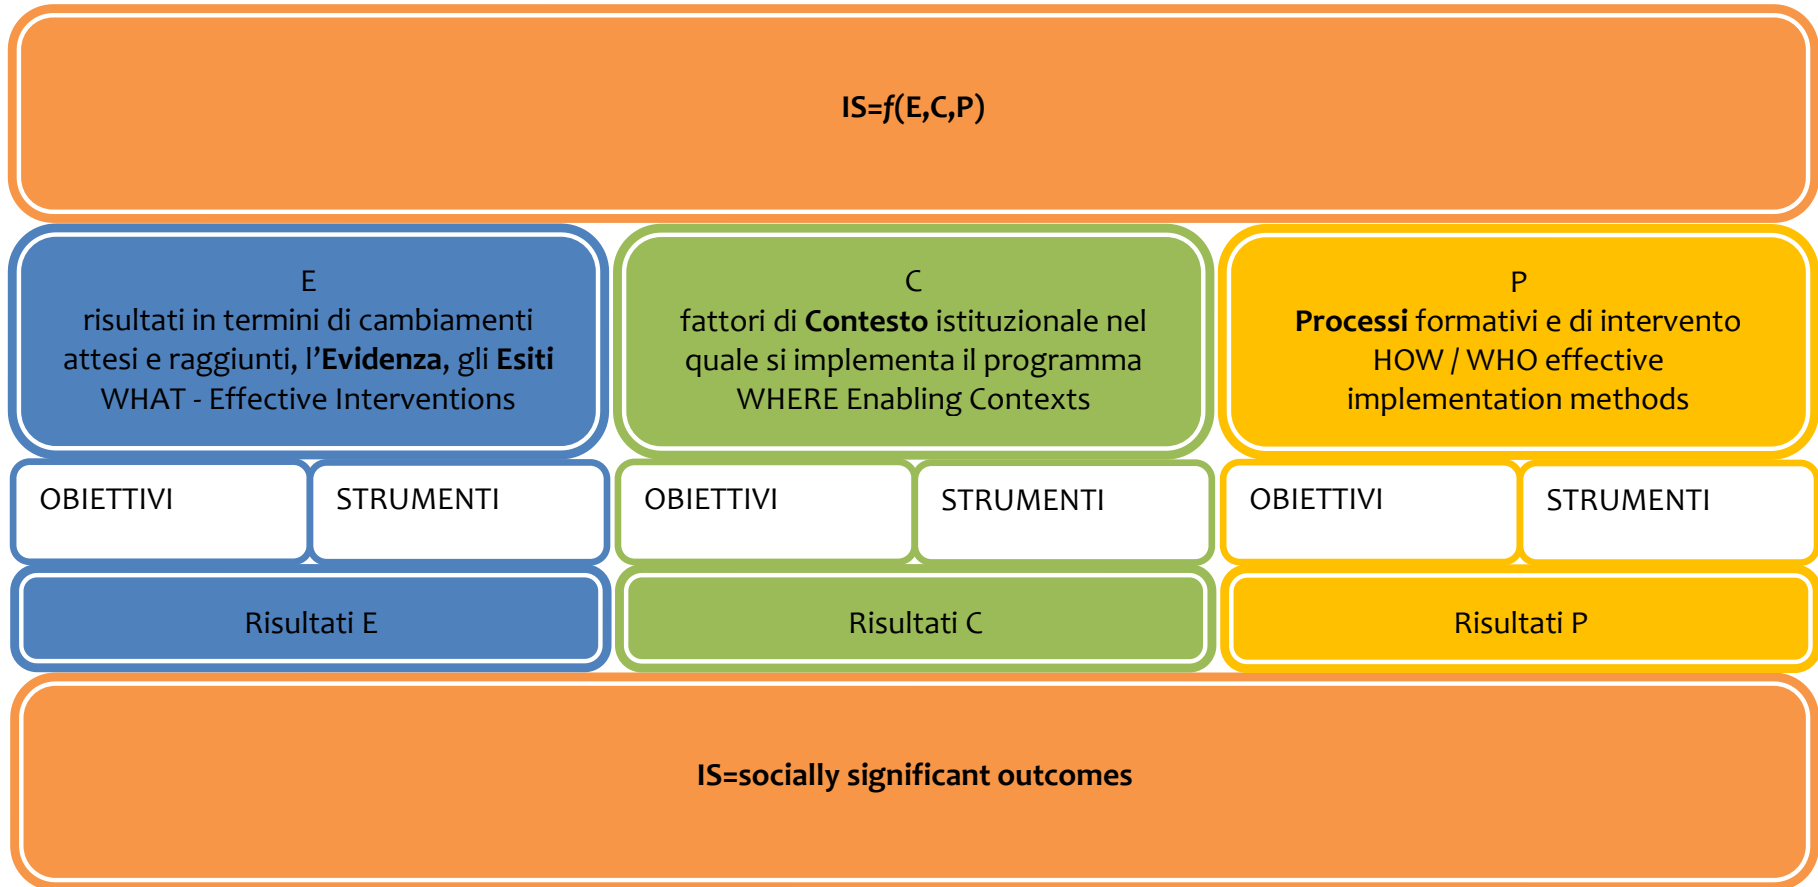 IS=f(E,C,P)
E
risultati in termini di cambiamenti
attesi e raggiunti, l’Evidenza, gli Esiti
WHAT - Effective Interventions
C
fattori di Contesto istituzionale nel
quale si implementa il programma
WHERE Enabling Contexts
P
Processi formativi e di intervento
HOW / WHO effective
implementation methods
OBIETTIVI
STRUMENTI
OBIETTIVI
STRUMENTI
OBIETTIVI
STRUMENTI
Risultati E
Risultati C
Risultati P
IS=socially significant outcomes